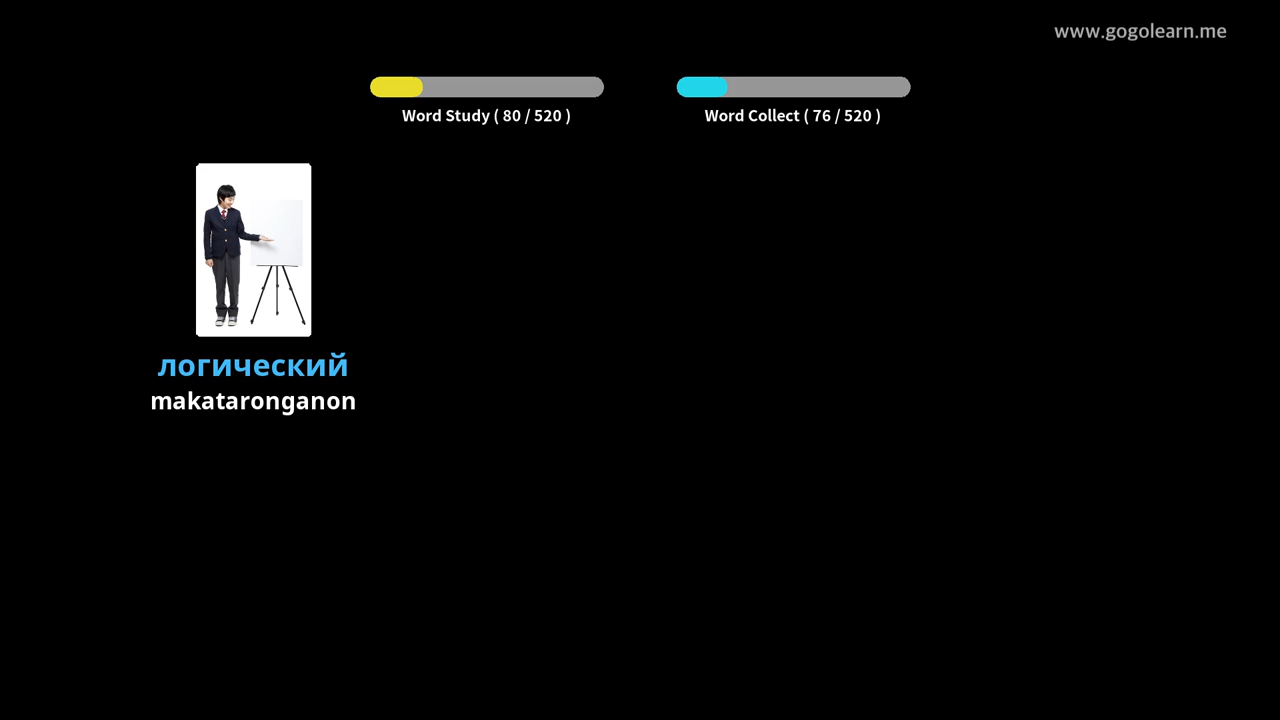 www.gogolearn.me
Word Study ( 80 / 520 )
Word Collect ( 76 / 520 )
логический
makataronganon